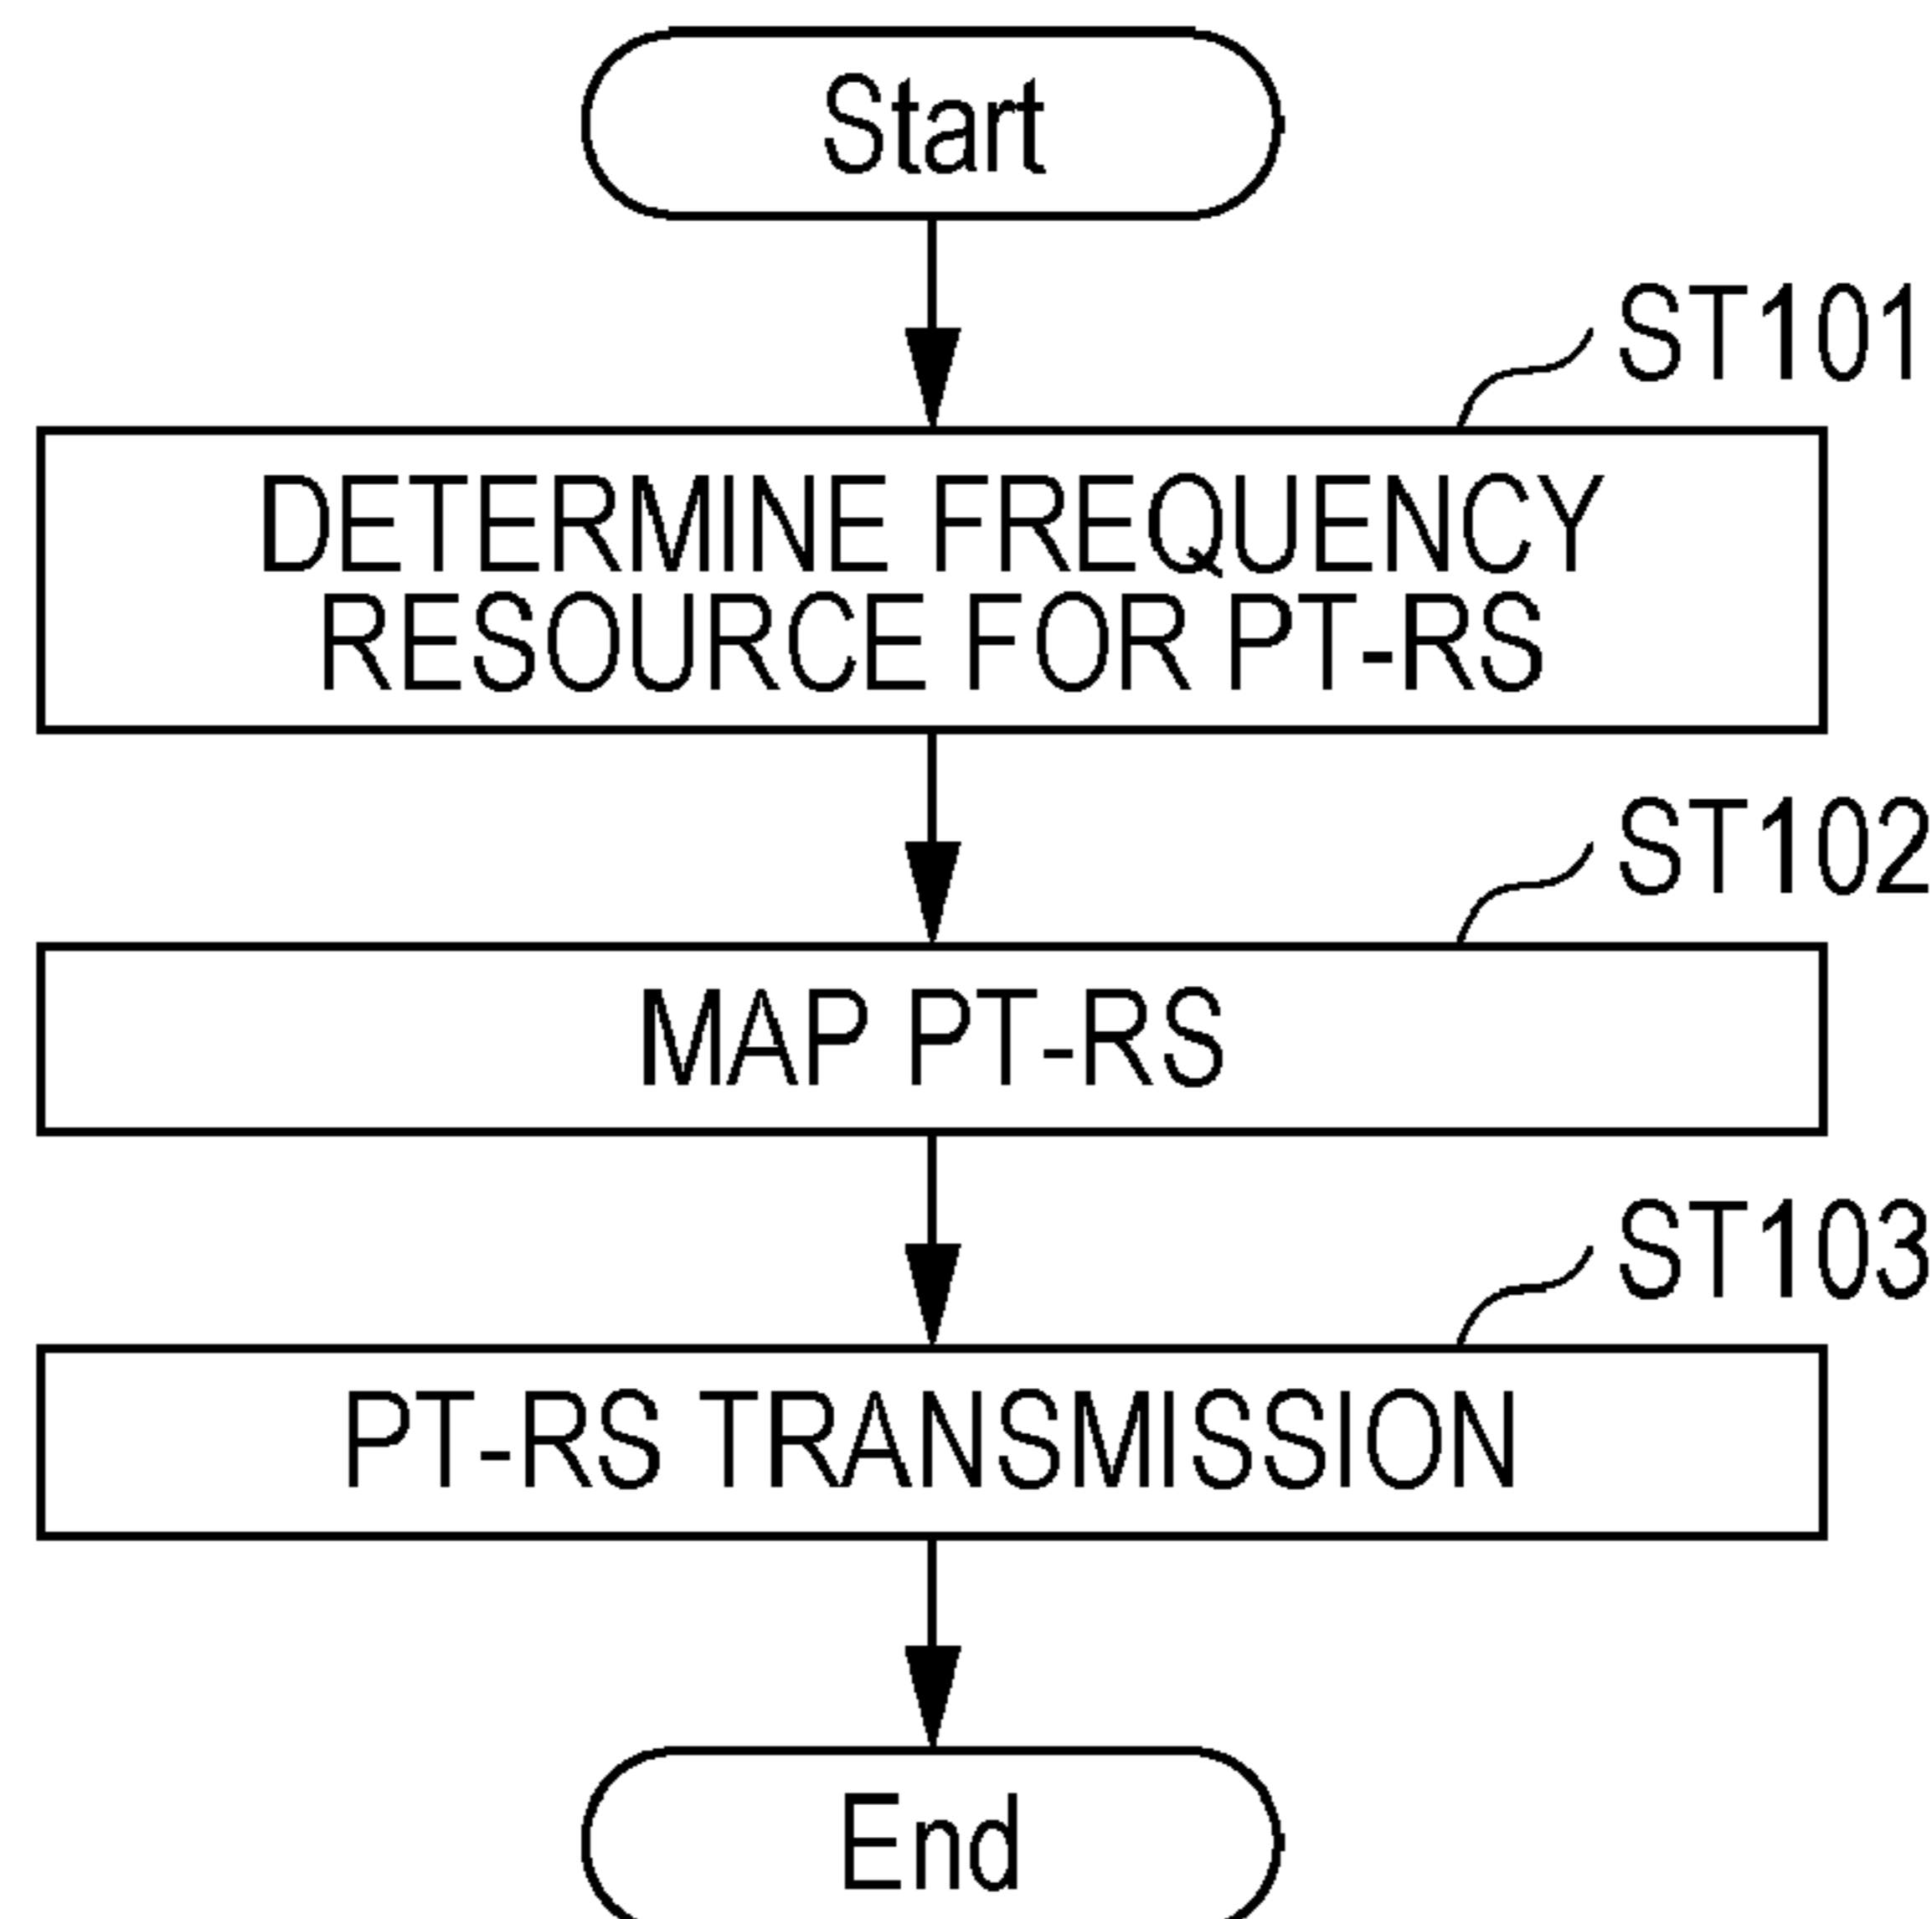 Start
ST101
DETERMINE FREQUENCY
RESOURCE FOR PT-RS
ST102
MAP PT-RS
ST103
PT-RS TRANSMISSION
End